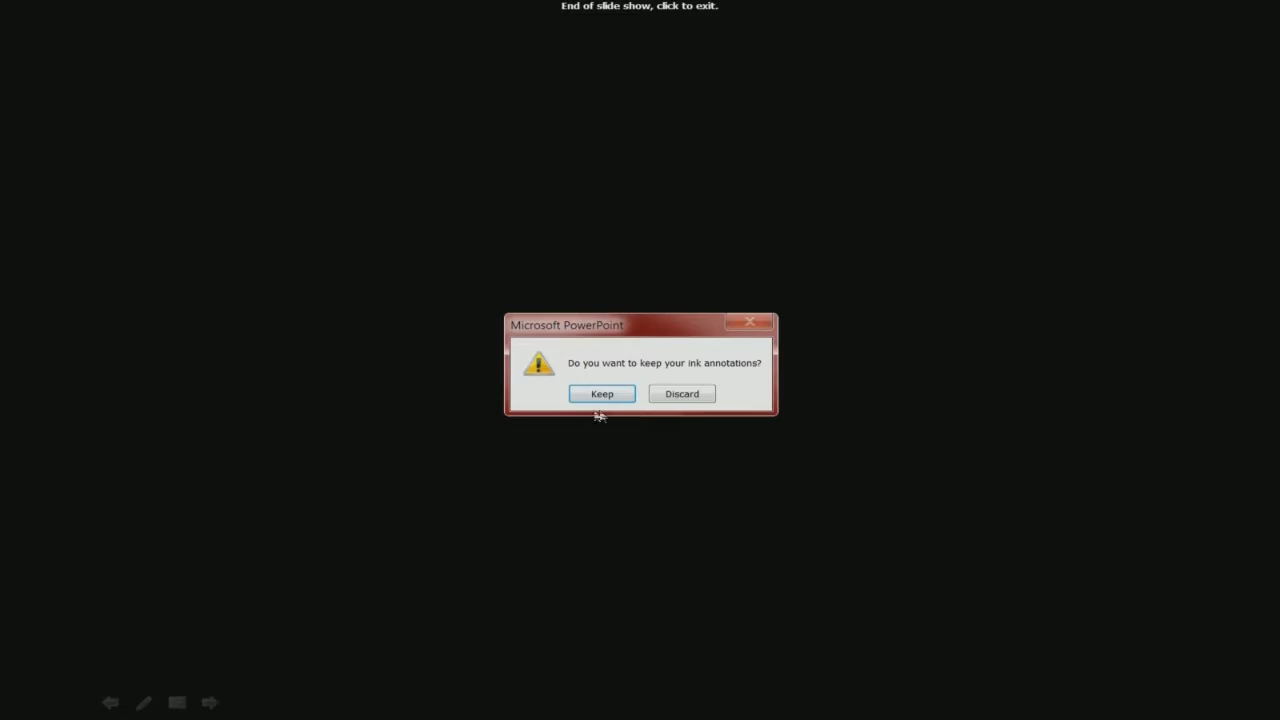 End of slide show, click to exit.
Microsoft PowerPoint
Do you want to keep your ink annotations?
Keep
Discard